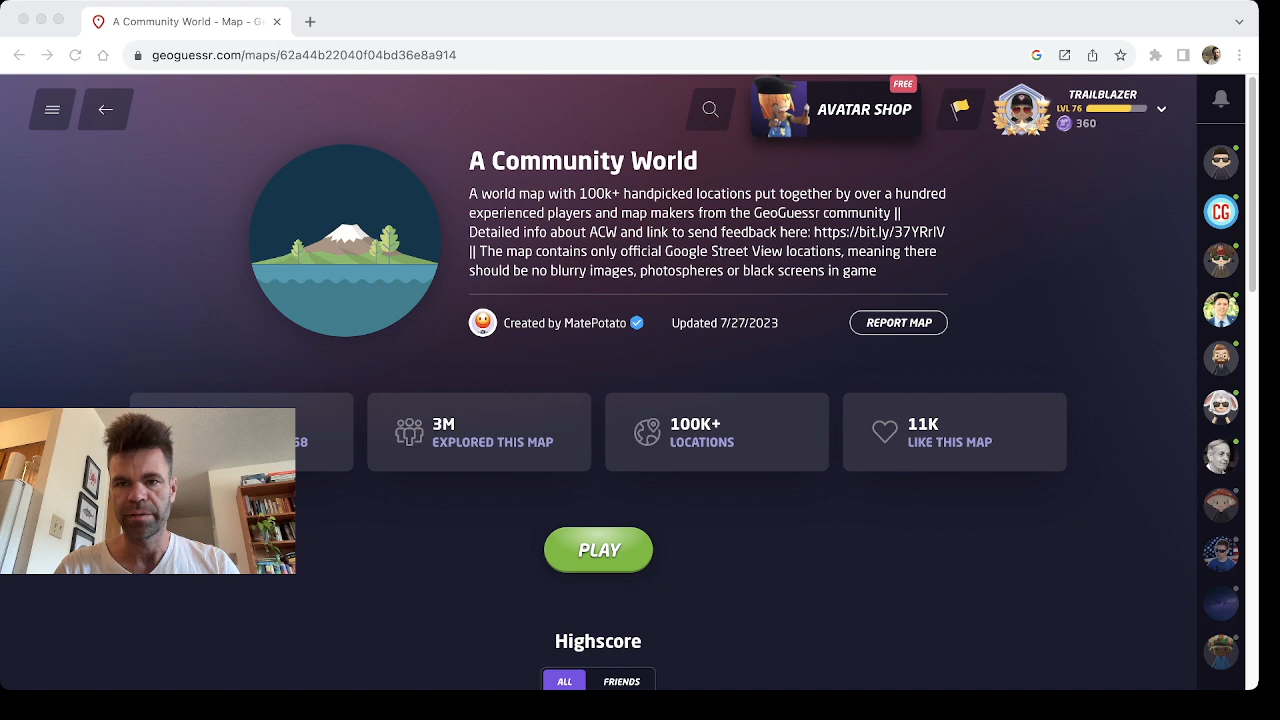 A Community World - Map - G
geoguessr.com/maps/62a44b22040f04bd36e8a914
FREE
AVATAR SHOP
TRAILBLAZER
LVL 76
360
A Community World
A world map with 100k+ handpicked locations put together by over a hundred
experienced players and map makers from the GeoGuessr community ||
Detailed info about ACW and link to send feedback here: https://bit.ly/37YRrIV
|| The map contains only official Google Street View locations, meaning there
should be no blurry images, photospheres or black screens in game
Created by MatePotato
Updated 7/27/2023
REPORT MAP
CG
68
3M
EXPLORED THIS MAP
100K+
LOCATIONS
11K
LIKE THIS MAP
PLAY
Highscore
ALL
FRIENDS